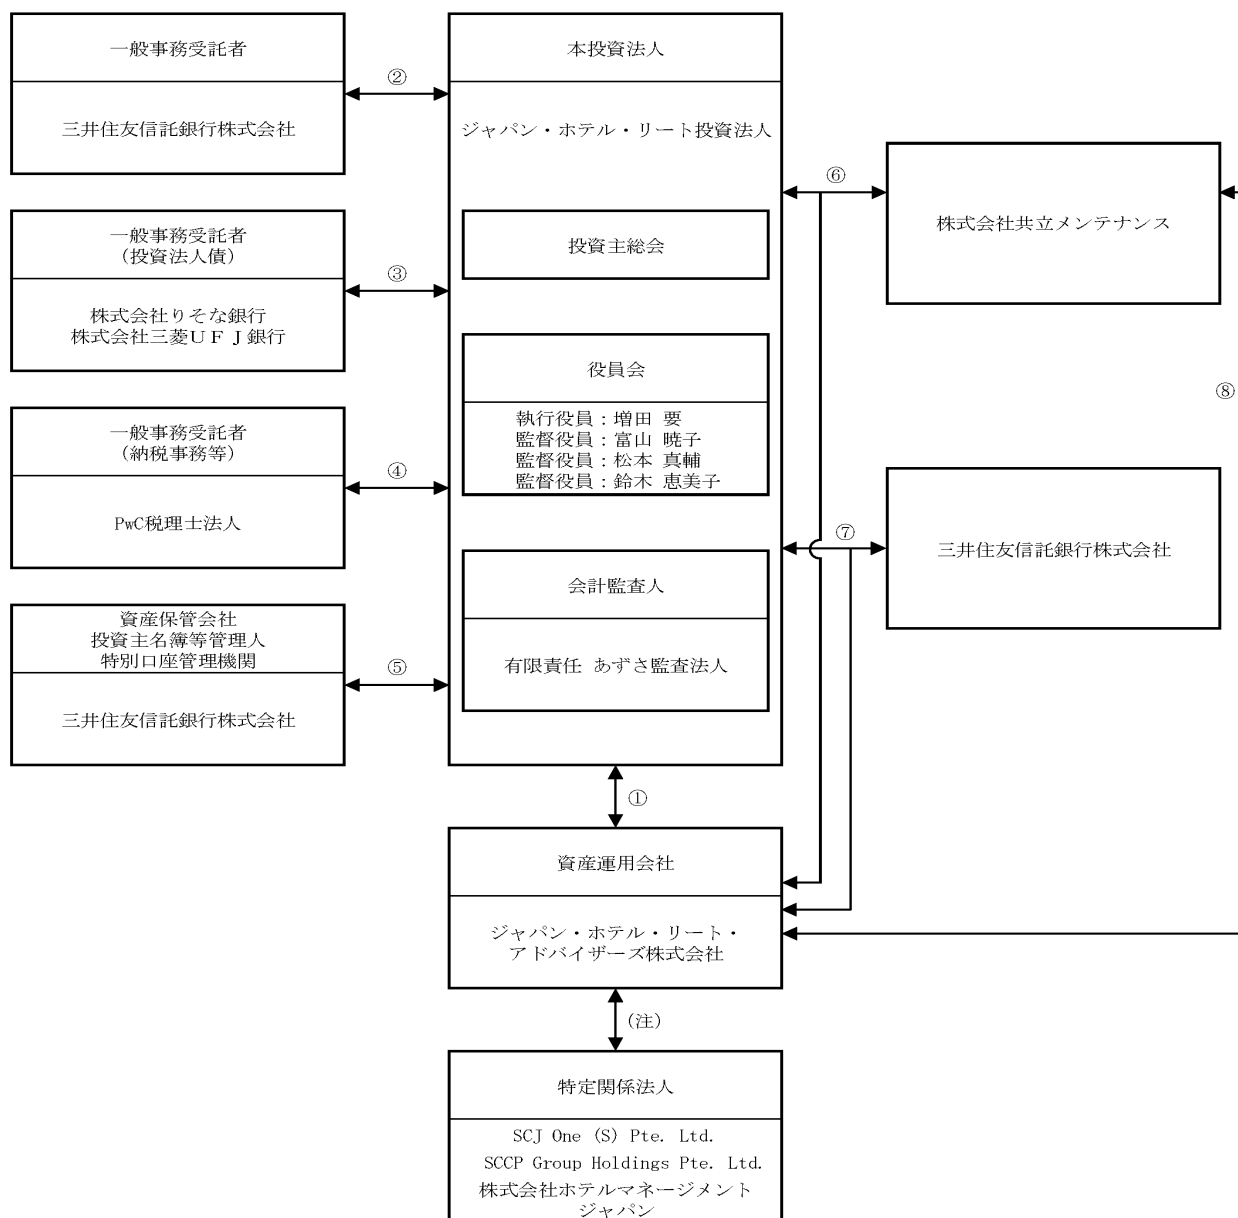 一般事務受託者
三井住友信託銀行株式会社
②
一般事務受託者
（投資法人債）
株式会社りそな銀行
株式会社三菱ＵＦＪ銀行
③
一般事務受託者
（納税事務等）
PwC税理士法人
④
資産保管会社
投資主名簿等管理人
特別口座管理機関
三井住友信託銀行株式会社
⑤
本投資法人
ジャパン・ホテル・リート投資法人
投資主総会
役員会
執行役員：増田 要
監督役員：富山 暁子
監督役員：松本 真輔
監督役員：鈴木 恵美子
会計監査人
有限責任 あずさ監査法人
⑥
株式会社共立メンテナンス
⑧
⑦
三井住友信託銀行株式会社
①
資産運用会社
ジャパン・ホテル・リート・
アドバイザーズ株式会社
（注）
特定関係法人
SCJ One (S) Pte. Ltd.
SCCP Group Holdings Pte. Ltd.
株式会社ホテルマネージメント
ジャパン